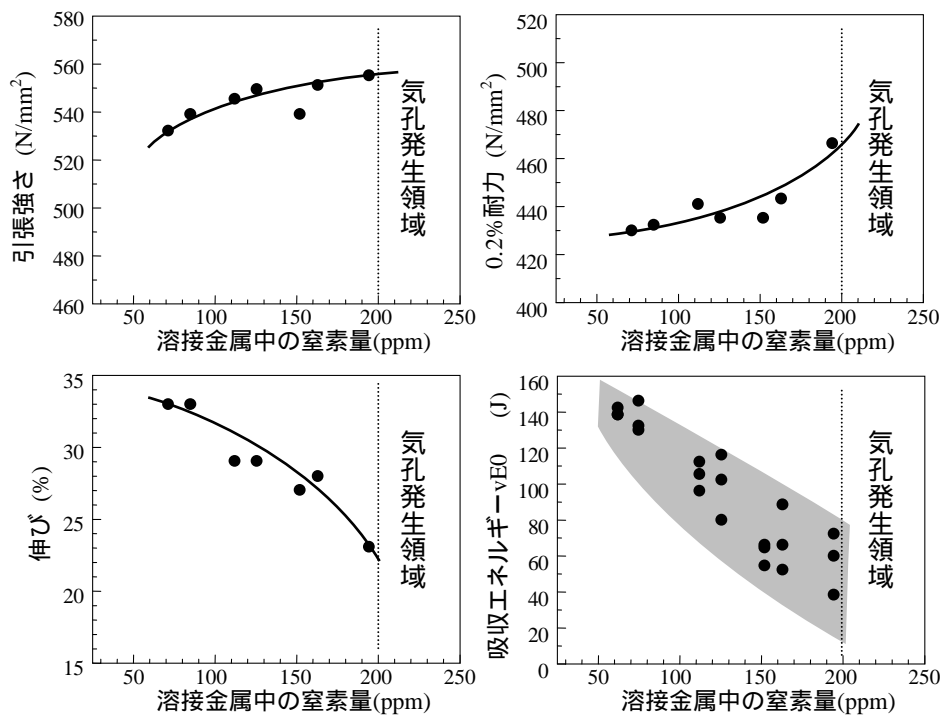 580
560
540
520
500
480
460
引張強さ (N/mm²)
気孔発生領域
50 100 150 200 250
溶接金属中の窒素量(ppm)
520
500
480
460
440
420
400
0.2%耐力 (N/mm²)
気孔発生領域
50 100 150 200 250
溶接金属中の窒素量(ppm)
35
31
27
23
19
15
伸び (%)
気孔発生領域
50 100 150 200 250
溶接金属中の窒素量(ppm)
160
140
120
100
80
60
40
20
0
吸収エネルギーvE0 (J)
気孔発生領域
50 100 150 200 250
溶接金属中の窒素量(ppm)